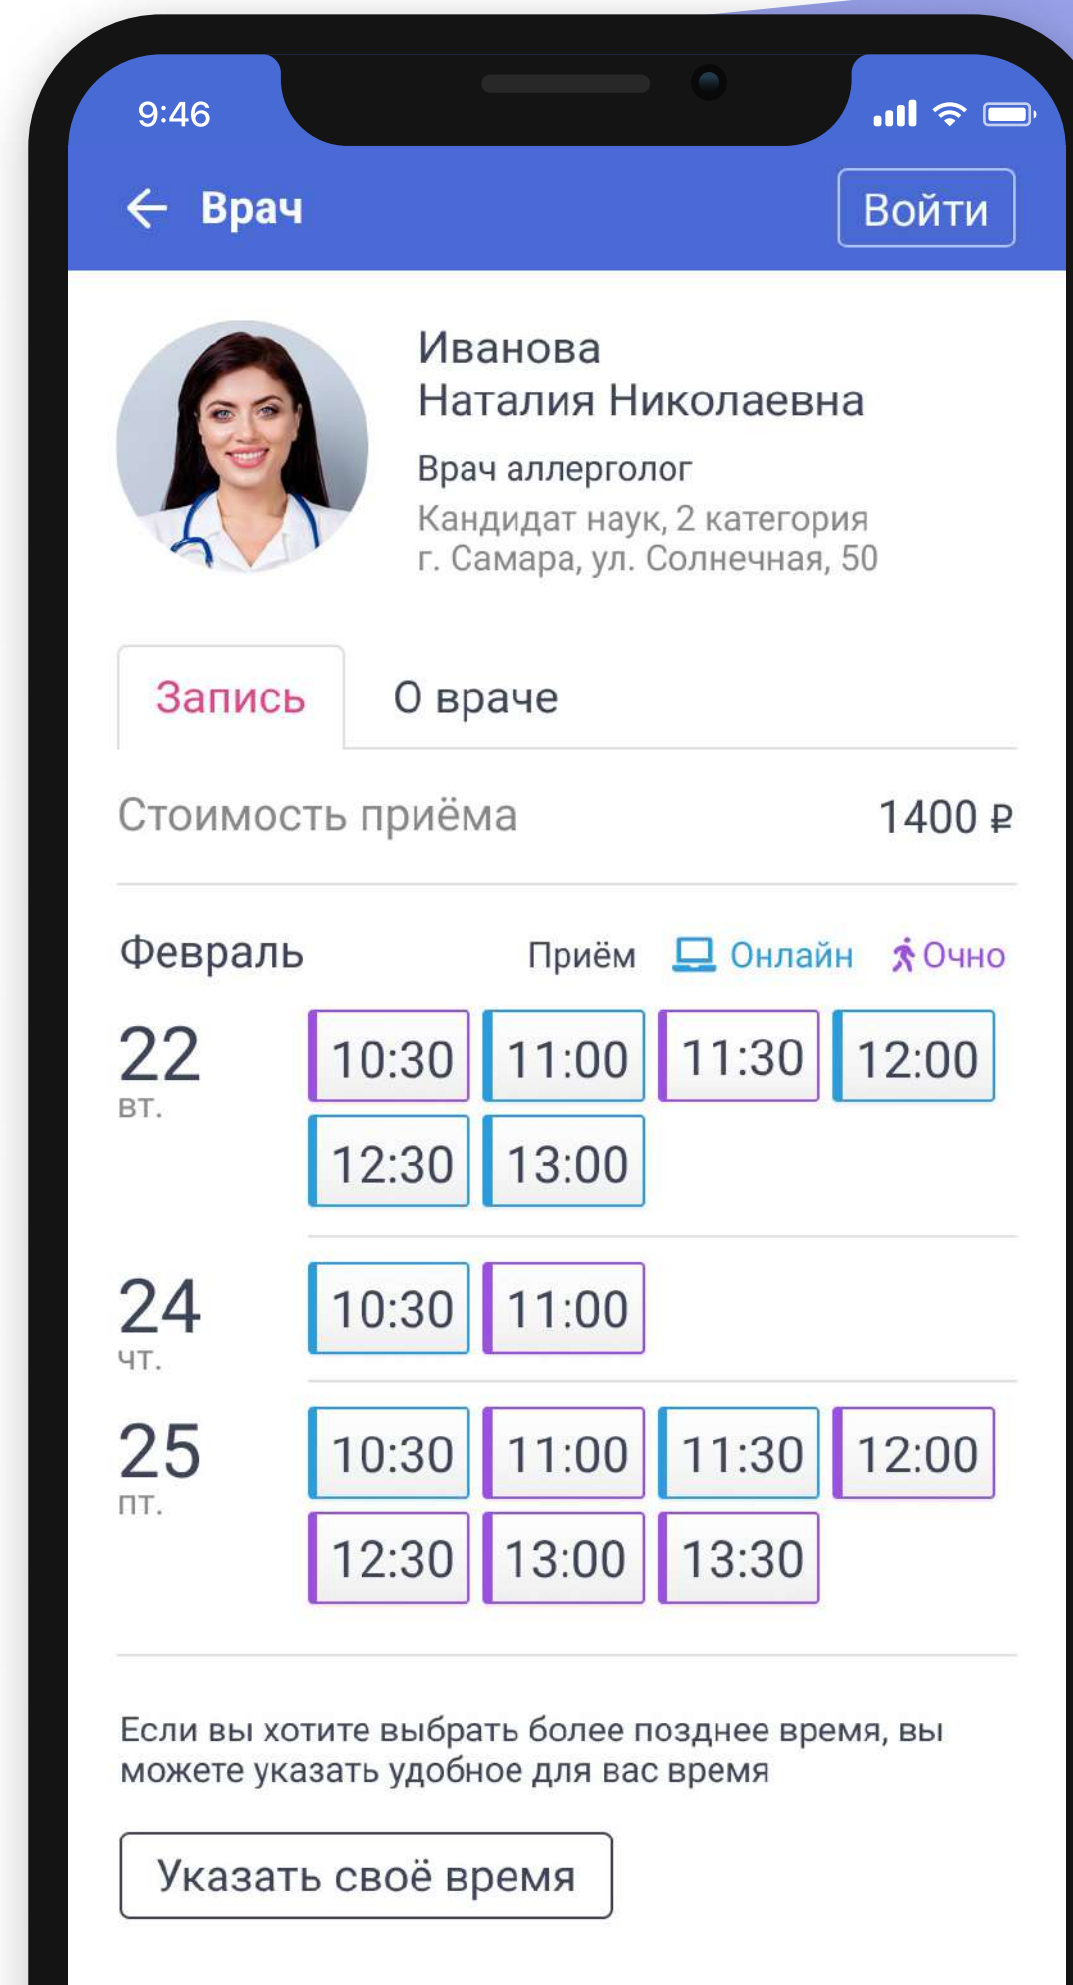 9:46
Врач
Войти
Иванова
Наталия Николаевна
Врач аллерголог
Кандидат наук, 2 категория
г. Самара, ул. Солнечная, 50
Запись О враче
Стоимость приёма 1400 ₽
Февраль Приём Онлайн Очно
22 10:30 11:00 11:30 12:00
вт.
12:30 13:00
24 10:30 11:00
чт.
25 10:30 11:00 11:30 12:00
пт.
12:30 13:00 13:30
Если вы хотите выбрать более позднее время, вы
можете указать удобное для вас время
Указать своё время